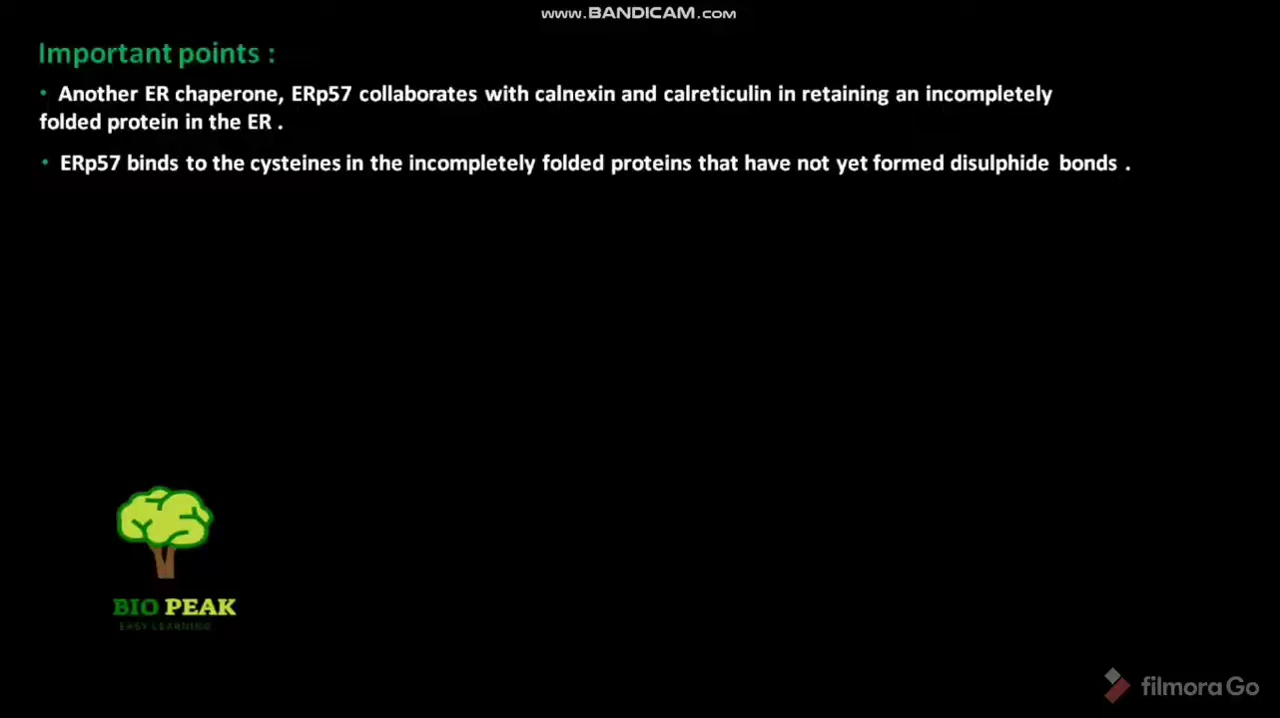 www.BANDICAM.com
Important points :
• Another ER chaperone, ERp57 collaborates with calnexin and calreticulin in retaining an incompletely
folded protein in the ER .
• ERp57 binds to the cysteines in the incompletely folded proteins that have not yet formed disulphide bonds .
BIO PEAK
EASY LEARNING
filmora Go